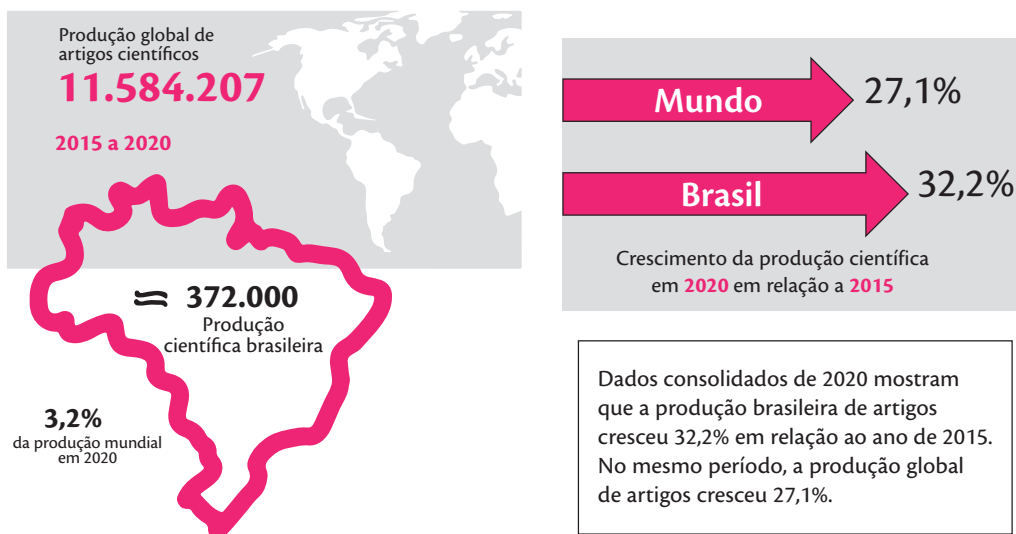 Produção global de
artigos científicos
11.584.207
2015 a 2020
≈ 372.000
Produção
científica brasileira
3,2%
da produção mundial
em 2020
Mundo
27,1%
Brasil
32,2%
Crescimento da produção científica
em 2020 em relação a 2015
Dados consolidados de 2020 mostram
que a produção brasileira de artigos
cresceu 32,2% em relação ao ano de 2015.
No mesmo período, a produção global
de artigos cresceu 27,1%.